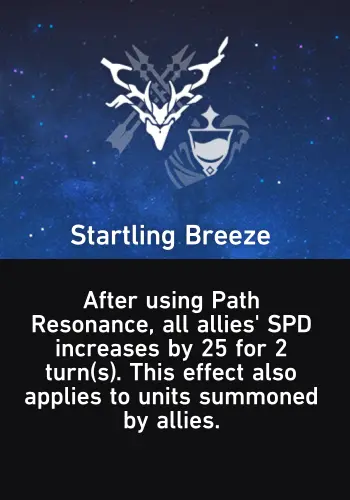 Startling Breeze
After using Path
Resonance, all allies' SPD
increases by 25 for 2
turn(s). This effect also
applies to units summoned
by allies.